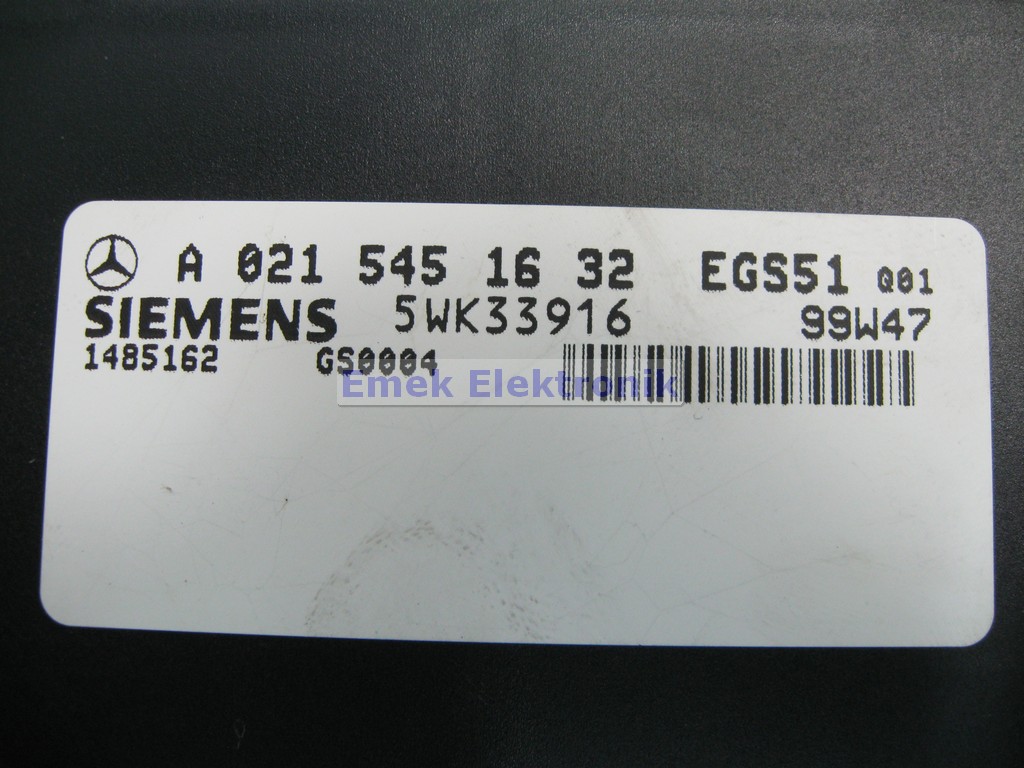 A 021 545 16 32 EGS51 Q01
SIEMENS 5WK33916 99W47
1485162 GS0004
Emek Elektronik